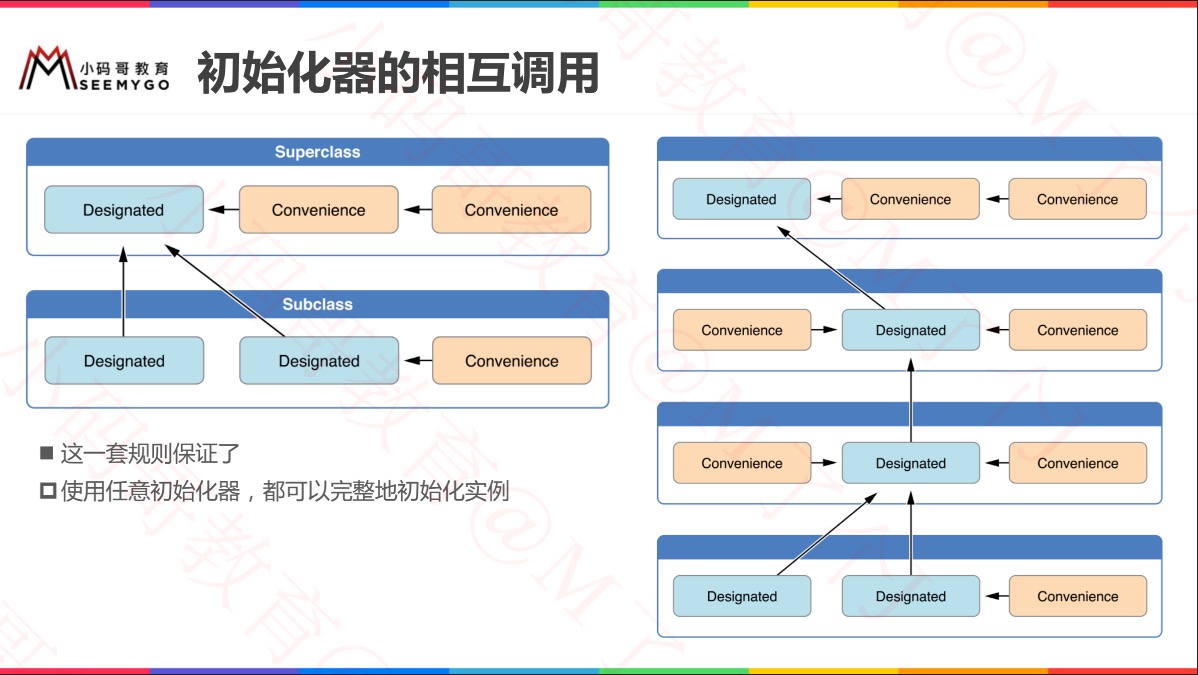 小码哥教育
SEEMYGO
初始化器的相互调用
Superclass
Designated
Convenience
Convenience
Subclass
Designated
Designated
Convenience
■ 这一套规则保证了
使用任意初始化器，都可以完整地初始化实例
Designated
Convenience
Convenience
Convenience
Designated
Convenience
Convenience
Designated
Convenience
Designated
Designated
Convenience